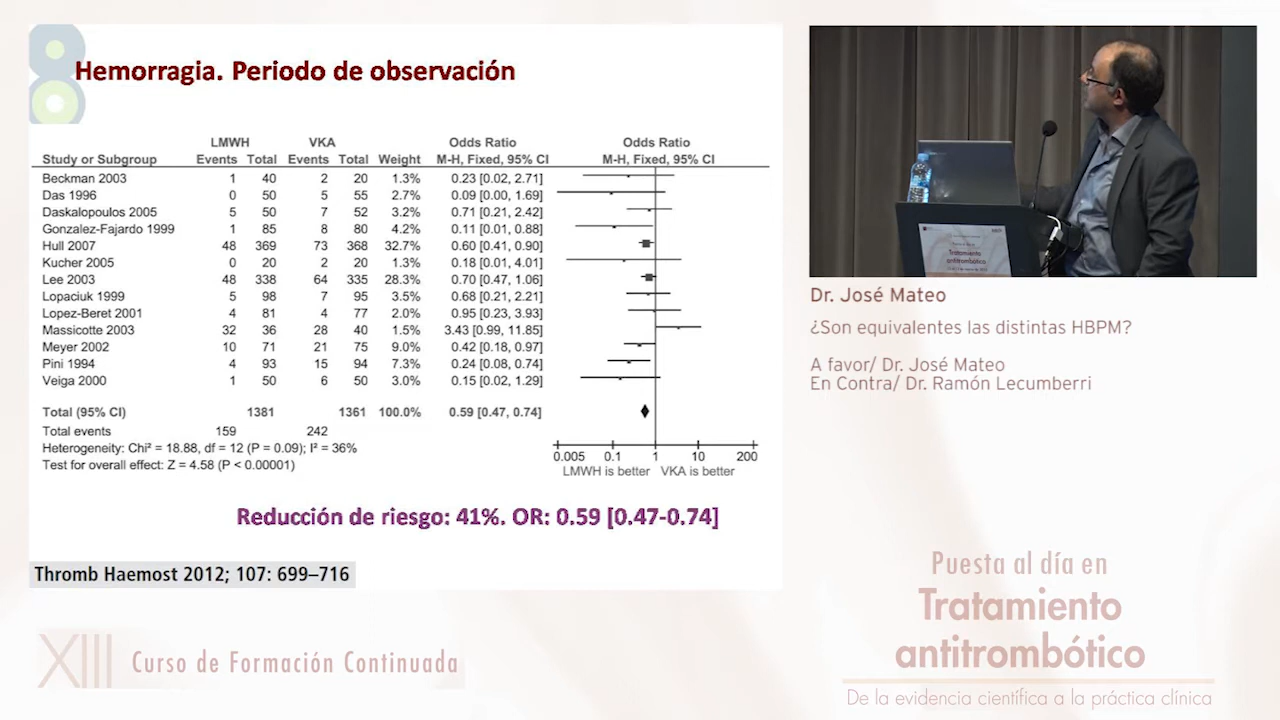 Hemorragia. Periodo de observación
LMWH VKA Odds Ratio Odds Ratio
Study or Subgroup Events Total Events Total Weight M-H, Fixed, 95% CI M-H, Fixed, 95% CI
Beckman 2003 1 40 2 20 1.3% 0.23 [0.02, 2.71]
Das 1996 0 50 5 55 2.7% 0.09 [0.00, 1.69]
Daskalopoulos 2005 5 50 7 52 3.2% 0.71 [0.21, 2.42]
Gonzalez-Fajardo 1999 1 85 8 80 4.2% 0.11 [0.01, 0.88]
Hull 2007 48 369 73 368 32.7% 0.60 [0.41, 0.90]
Kucher 2005 0 20 2 20 1.3% 0.18 [0.01, 4.01]
Lee 2003 48 338 64 335 28.3% 0.70 [0.47, 1.06]
Lopaciuk 1999 5 98 7 95 3.5% 0.68 [0.21, 2.21]
Lopez-Beret 2001 4 81 4 77 2.0% 0.95 [0.23, 3.93]
Massicotte 2003 32 36 28 40 1.5% 3.43 [0.99, 11.85]
Meyer 2002 10 71 21 75 9.0% 0.42 [0.18, 0.97]
Pini 1994 4 93 15 94 7.3% 0.24 [0.08, 0.74]
Veiga 2000 1 50 6 50 3.0% 0.15 [0.02, 1.29]
Total (95% CI) 1381 1361 100.0% 0.59 [0.47, 0.74]
Total events 159 242
Heterogeneity: Chi² = 18.88, df = 12 (P = 0.09); I² = 36%
Test for overall effect: Z = 4.58 (P < 0.00001)
0.005 0.1 1 10 200
LMWH is better VKA is better
Reducción de riesgo: 41%. OR: 0.59 [0.47-0.74]
Thromb Haemost 2012; 107: 699–716
Tratamiento
antitrombótico
Dr. José Mateo
¿Son equivalentes las distintas HBPM?
A favor/ Dr. José Mateo
En Contra/ Dr. Ramón Lecumberri
Puesta al día en
Tratamiento
antitrombótico
De la evidencia científica a la práctica clínica
XIII Curso de Formación Continuada